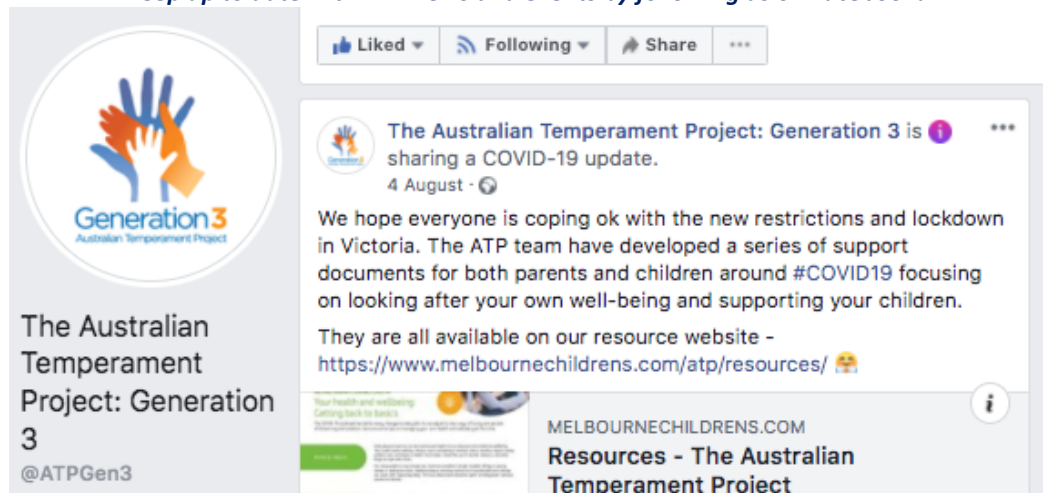 Liked
Following
Share
Generation 3
Australian Temperament Project
The Australian
Temperament
Project: Generation
3
@ATPGen3
The Australian Temperament Project: Generation 3 is
sharing a COVID-19 update.
4 August ·
We hope everyone is coping ok with the new restrictions and lockdown
in Victoria. The ATP team have developed a series of support
documents for both parents and children around #COVID19 focusing
on looking after your own well-being and supporting your children.
They are all available on our resource website -
https://www.melbournechildrens.com/atp/resources/
Your health and wellbeing:
Getting back to basics
MELBOURNECHILDRENS.COM
Resources - The Australian
Temperament Project